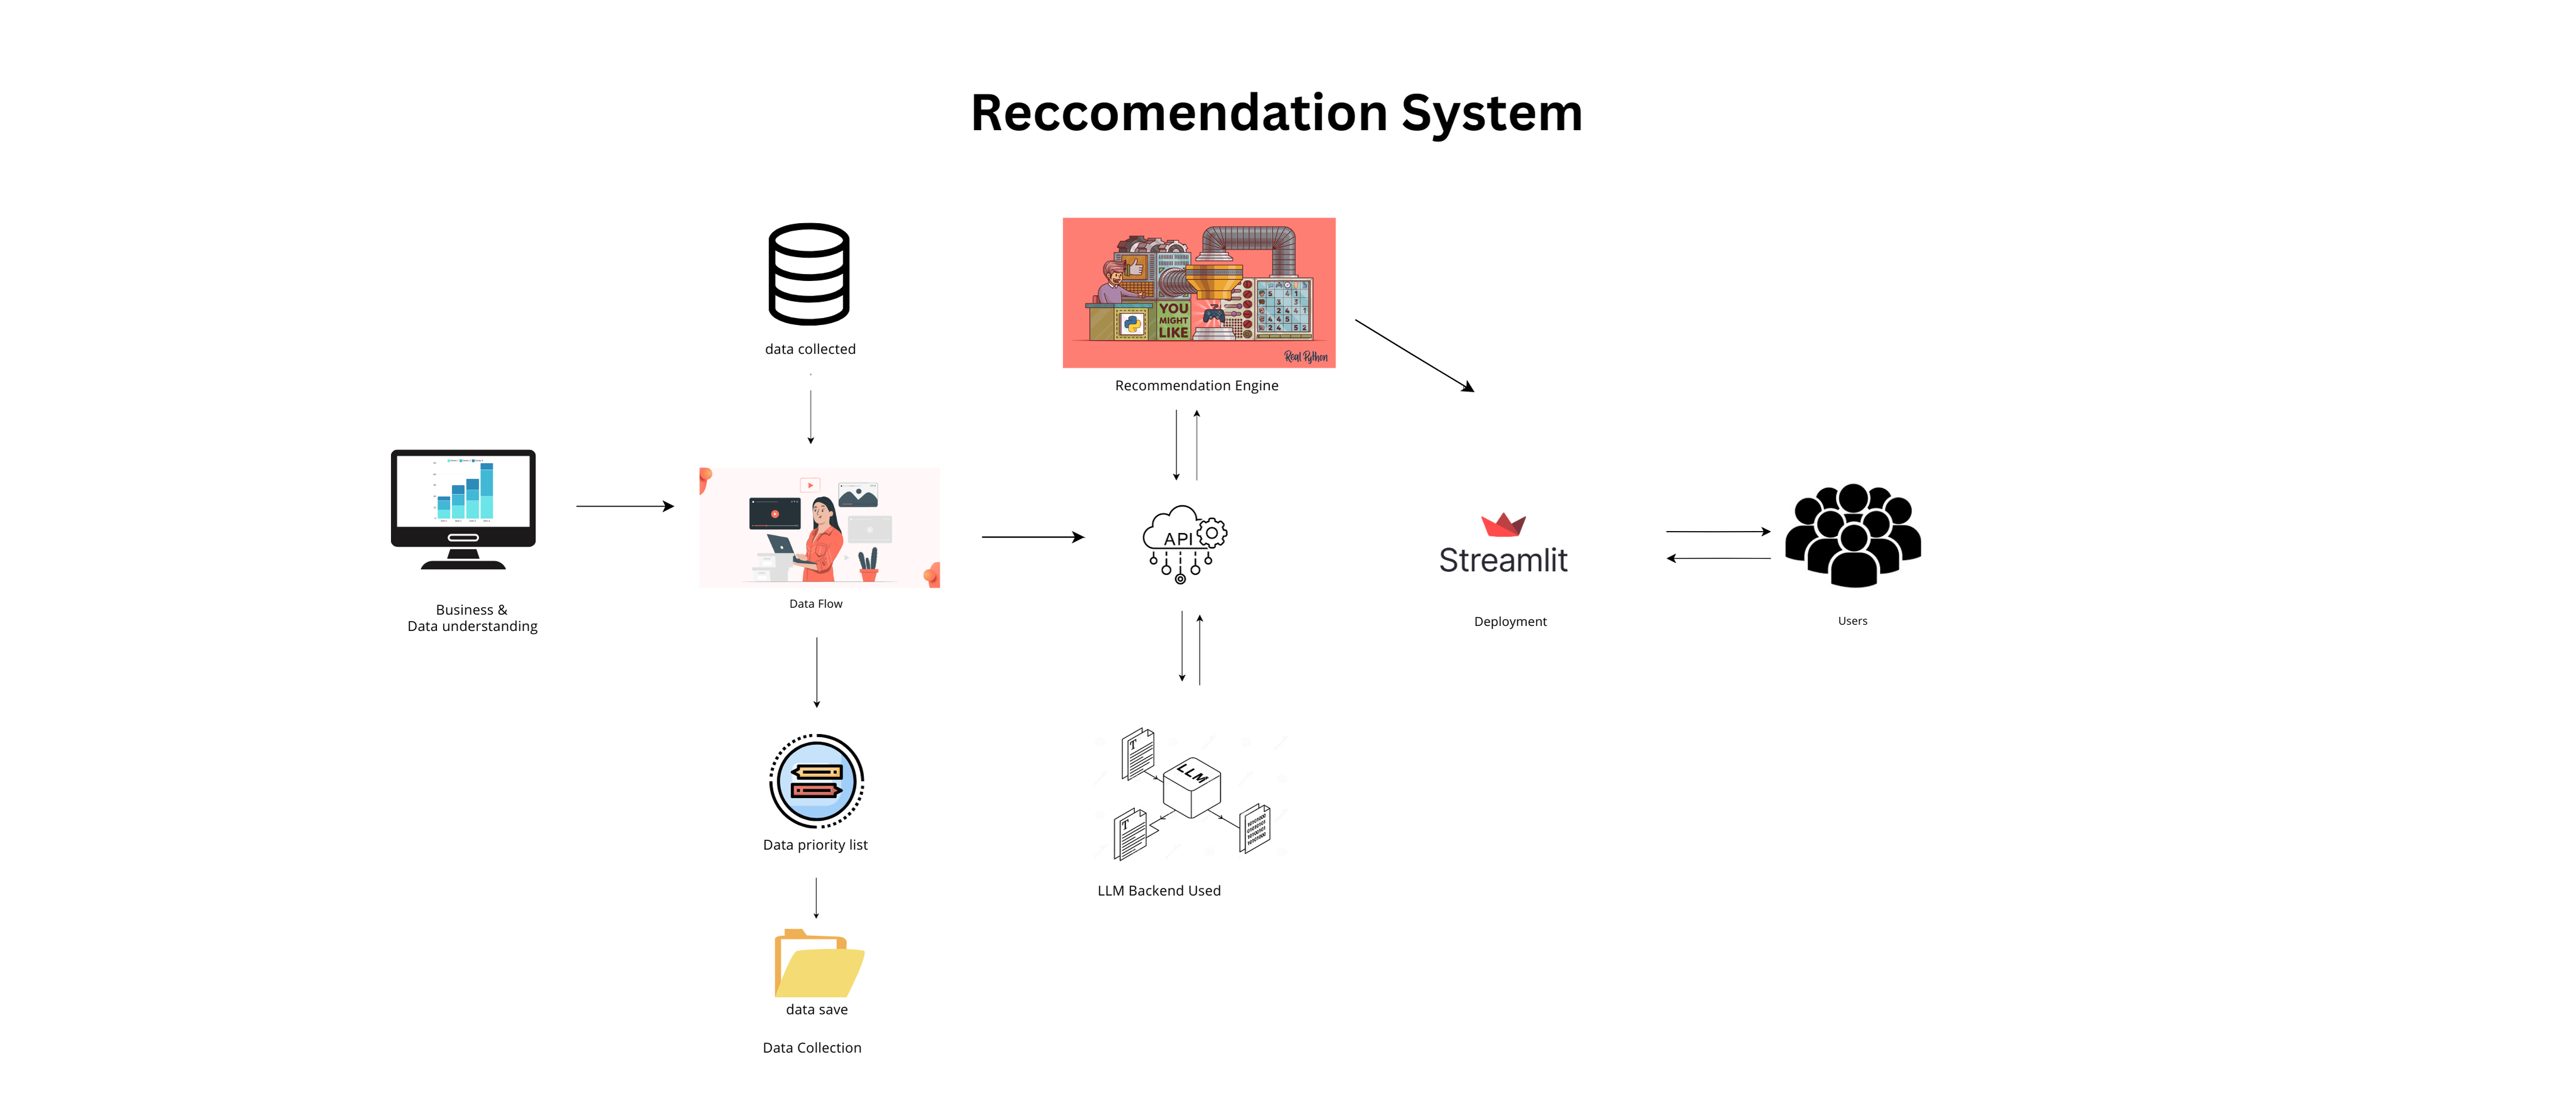 Reccomendation System
data collected
YOU
MIGHT
LIKE
Real Python
Recommendation Engine
Business &
Data understanding
Data Flow
API
Streamlit
Deployment
Users
Data priority list
T
LLM
T
LLM Backend Used
data save
Data Collection